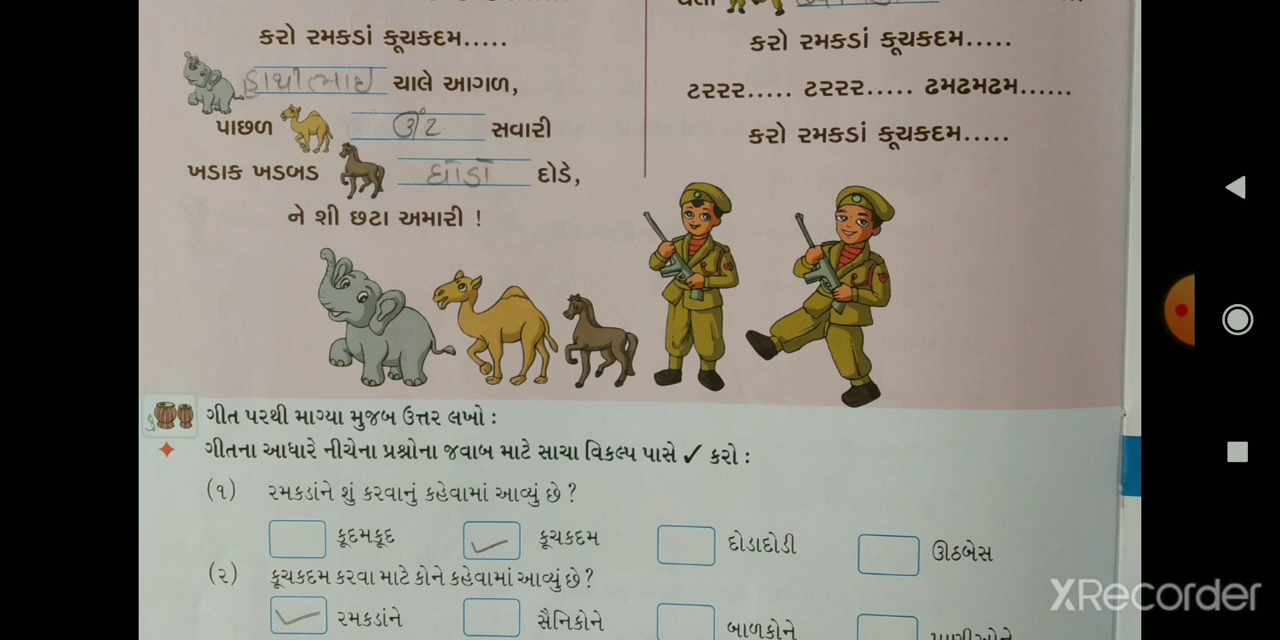 કરો રમકડાં કૂચકદમ.....
હાથીભાઇ ચાલે આગળ,
પાછળ ઊંટ સવારી
ખડાક ખડબડ ઘોડો દોડે,
ને શી છટા અમારી !
કરો રમકડાં કૂચકદમ.....
ટરરર..... ટરરર..... ઢમઢમઢમ......
કરો રમકડાં કૂચકદમ.....
ગીત પરથી માગ્યા મુજબ ઉત્તર લખો :
ગીતના આધારે નીચેના પ્રશ્નોના જવાબ માટે સાચા વિકલ્પ પાસે ✓ કરો :
(૧) રમકડાંને શું કરવાનું કહેવામાં આવ્યું છે ?
કૂદમકૂદ કૂચકદમ દોડાદોડી ઊઠબેસ
(૨) કૂચકદમ કરવા માટે કોને કહેવામાં આવ્યું છે ?
રમકડાંને સૈનિકોને બાળકોને
XRecorder